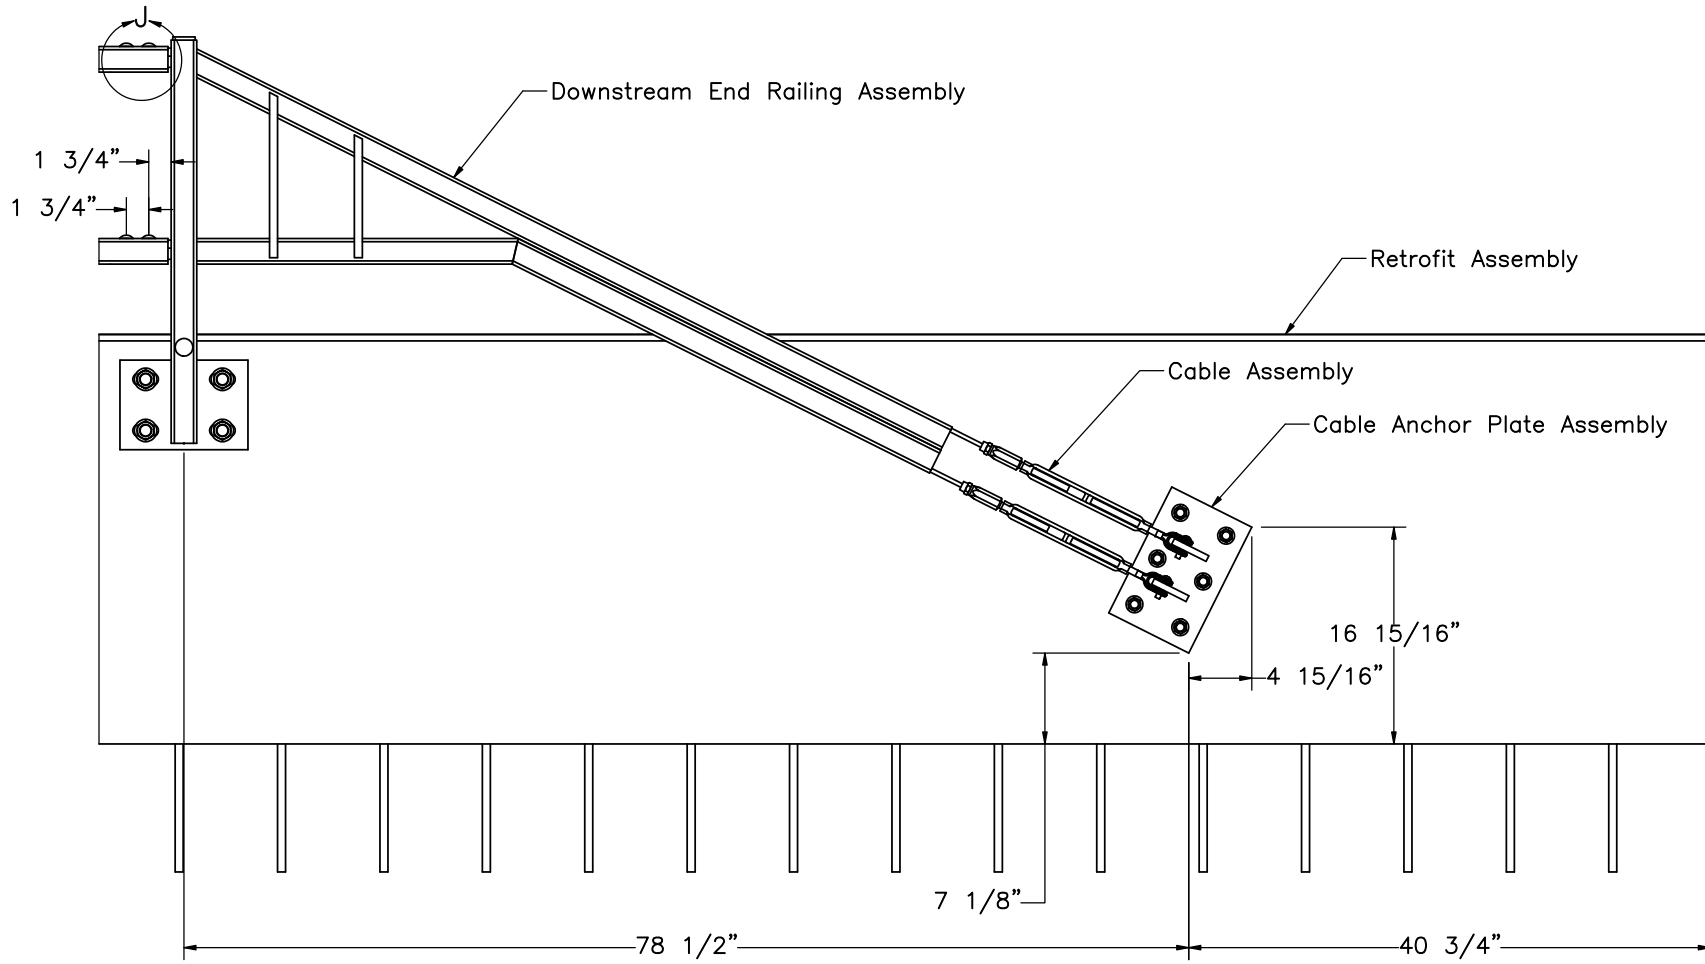 J
Downstream End Railing Assembly
1 3/4”
1 3/4”
Retrofit Assembly
Cable Assembly
Cable Anchor Plate Assembly
16 15/16”
4 15/16”
7 1/8”
78 1/2”
40 3/4”